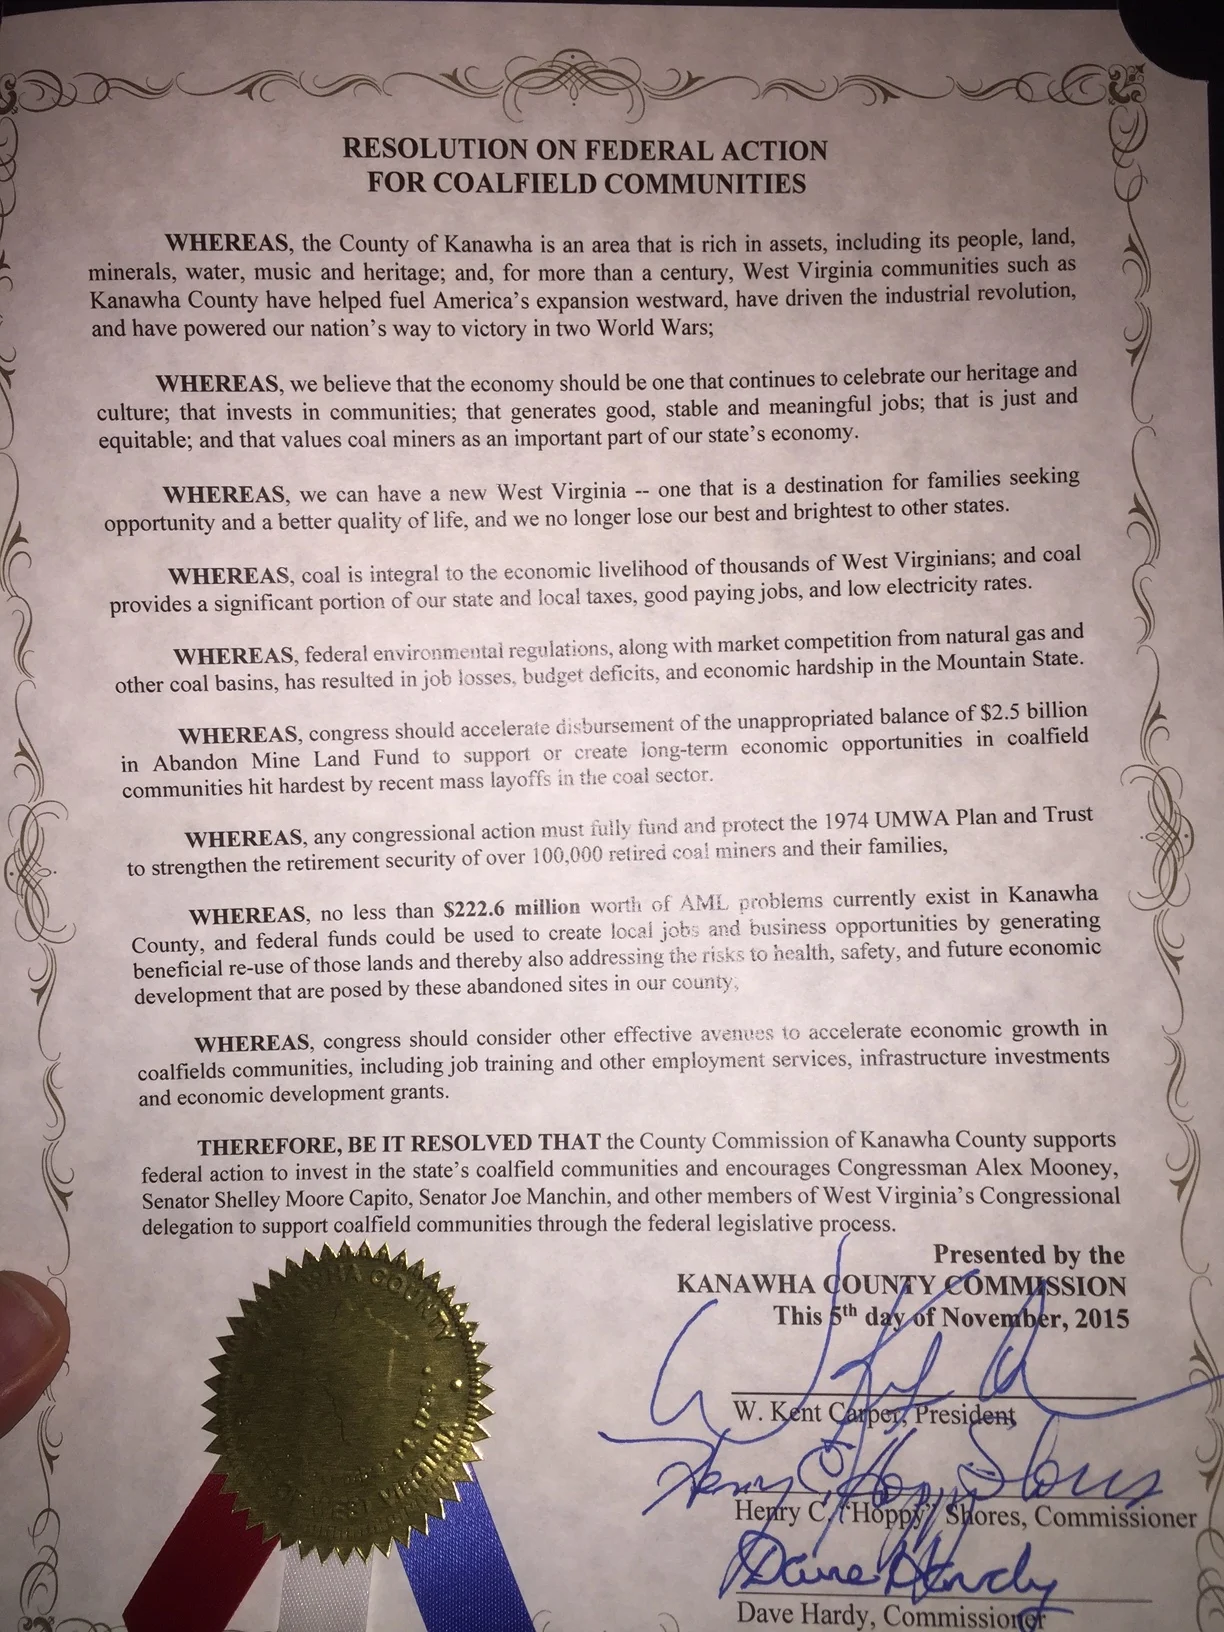 RESOLUTION ON FEDERAL ACTION
FOR COALFIELD COMMUNITIES
WHEREAS, the County of Kanawha is an area that is rich in assets, including its people, land,
minerals, water, music and heritage; and, for more than a century, West Virginia communities such as
Kanawha County have helped fuel America's expansion westward, have driven the industrial revolution,
and have powered our nation's way to victory in two World Wars;
WHEREAS, we believe that the economy should be one that continues to celebrate our heritage and
culture; that invests in communities; that generates good, stable and meaningful jobs; that is just and
equitable; and that values coal miners as an important part of our state's economy.
WHEREAS, we can have a new West Virginia -- one that is a destination for families seeking
opportunity and a better quality of life, and we no longer lose our best and brightest to other states.
WHEREAS, coal is integral to the economic livelihood of thousands of West Virginians; and coal
provides a significant portion of our state and local taxes, good paying jobs, and low electricity rates.
WHEREAS, federal environmental regulations, along with market competition from natural gas and
other coal basins, has resulted in job losses, budget deficits, and economic hardship in the Mountain State.
WHEREAS, congress should accelerate disbursement of the unappropriated balance of $2.5 billion
in Abandon Mine Land Fund to support or create long-term economic opportunities in coalfield
communities hit hardest by recent mass layoffs in the coal sector.
WHEREAS, any congressional action must fully fund and protect the 1974 UMWA Plan and Trust
to strengthen the retirement security of over 100,000 retired coal miners and their families,
WHEREAS, no less than $222.6 million worth of AML problems currently exist in Kanawha
County, and federal funds could be used to create local jobs and business opportunities by generating
beneficial re-use of those lands and thereby also addressing the risks to health, safety, and future economic
development that are posed by these abandoned sites in our county,
WHEREAS, congress should consider other effective avenues to accelerate economic growth in
coalfields communities, including job training and other employment services, infrastructure investments
and economic development grants.
THEREFORE, BE IT RESOLVED THAT the County Commission of Kanawha County supports
federal action to invest in the state's coalfield communities and encourages Congressman Alex Mooney,
Senator Shelley Moore Capito, Senator Joe Manchin, and other members of West Virginia's Congressional
delegation to support coalfield communities through the federal legislative process.
Presented by the
KANAWHA COUNTY COMMISSION
This 5th day of November, 2015
W. Kent Carper, President
Henry C. "Hoppy" Shores
Henry C. "Hoppy" Shores, Commissioner
Dave Hardy
Dave Hardy, Commissioner
COUNTY
WEST VIRGINIA